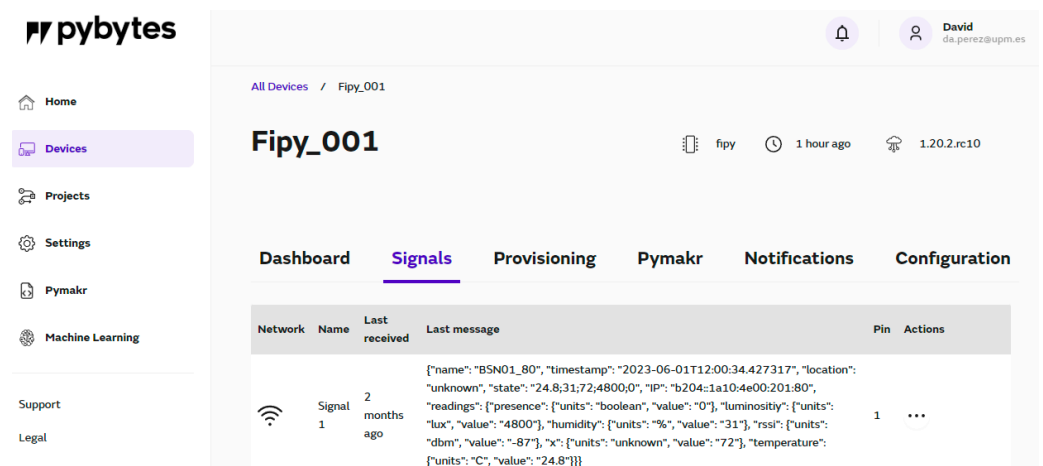 pybytes
David
da.perez@upm.es
Home
Devices
Projects
Settings
Pymakr
Machine Learning
Support
Legal
All Devices / Fipy_001
Fipy_001
fipy
1 hour ago
1.20.2.rc10
Dashboard Signals Provisioning Pymakr Notifications Configuration
Network Name Last received Last message Pin Actions
Signal 1
2 months ago
{"name": "BSN01_80", "timestamp": "2023-06-01T12:00:34.427317", "location":
"unknown", "state": "24.8;31;72;4800;0", "IP": "b204::1a10:4e00:201:80",
"readings": {"presence": {"units": "boolean", "value": "0"}, "luminositiy": {"units":
"lux", "value": "4800"}, "humidity": {"units": "%", "value": "31"}, "rssi": {"units":
"dbm", "value": "-87"}, "x": {"units": "unknown", "value": "72"}, "temperature":
{"units": "C", "value": "24.8"}}}
1